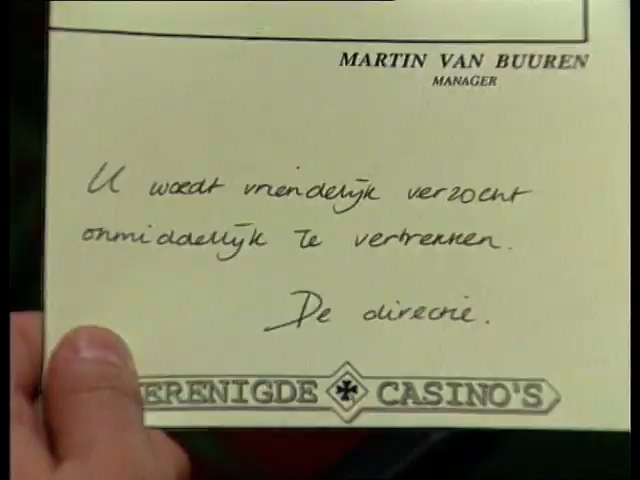 MARTIN VAN BUUREN
MANAGER
U wordt vriendelijk verzocht
onmiddellijk te vertrekken.
De directie.
ERENIGDE CASINO'S